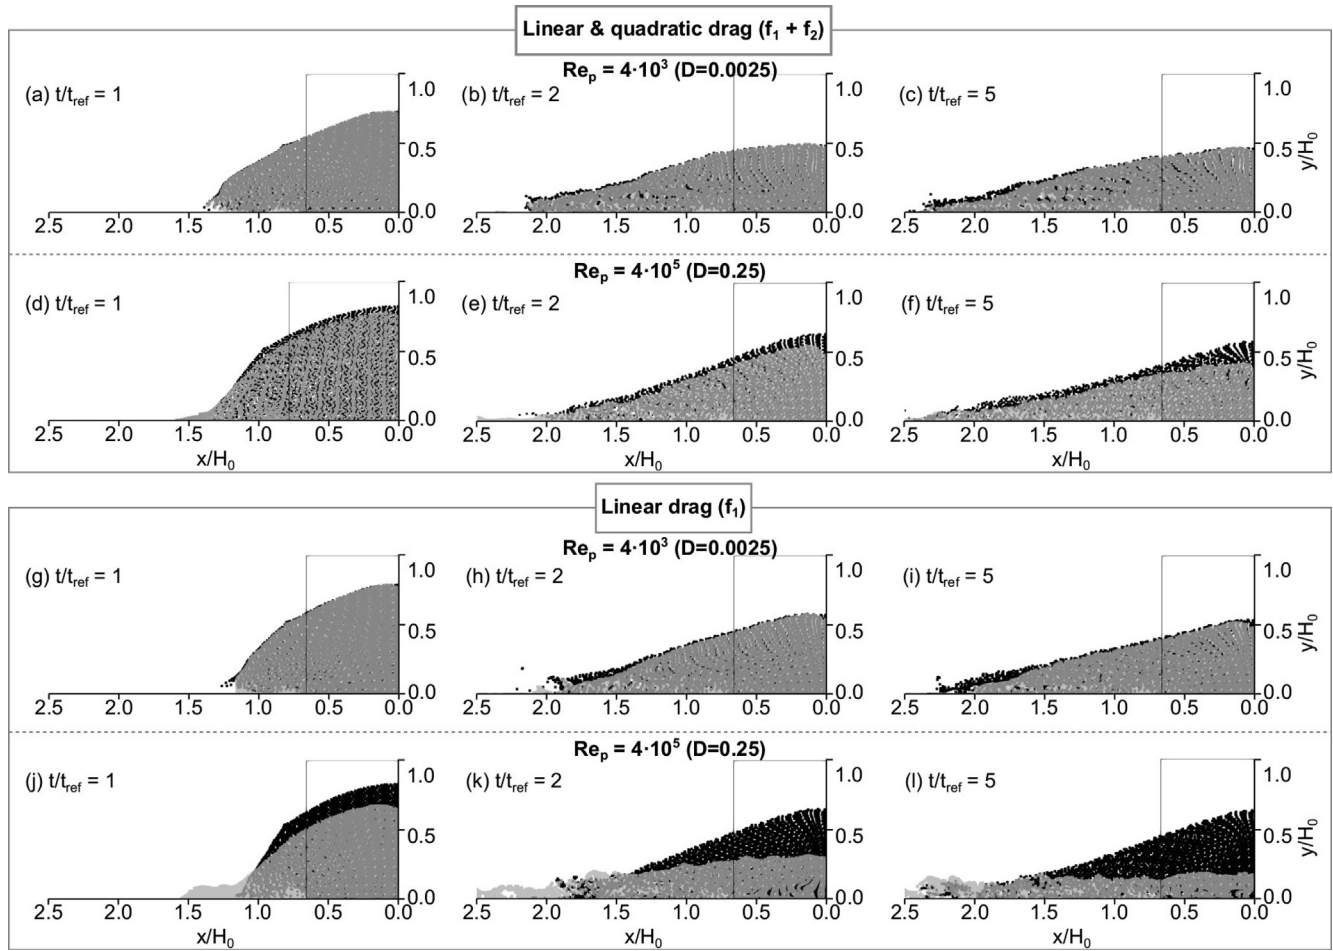 Linear & quadratic drag (f₁ + f₂)
Reₚ = 4·10³ (D=0.0025)
(a) t/t_ref = 1
(b) t/t_ref = 2
(c) t/t_ref = 5
1.0
1.0
1.0
0.5
0.5
0.5
y/H₀
0.0
0.0
0.0
2.5 2.0 1.5 1.0 0.5 0.0
2.5 2.0 1.5 1.0 0.5 0.0
2.5 2.0 1.5 1.0 0.5 0.0
Reₚ = 4·10⁵ (D=0.25)
(d) t/t_ref = 1
(e) t/t_ref = 2
(f) t/t_ref = 5
1.0
1.0
1.0
0.5
0.5
0.5
y/H₀
0.0
0.0
0.0
2.5 2.0 1.5 1.0 0.5 0.0
2.5 2.0 1.5 1.0 0.5 0.0
2.5 2.0 1.5 1.0 0.5 0.0
x/H₀
x/H₀
x/H₀
Linear drag (f₁)
Reₚ = 4·10³ (D=0.0025)
(g) t/t_ref = 1
(h) t/t_ref = 2
(i) t/t_ref = 5
1.0
1.0
1.0
0.5
0.5
0.5
y/H₀
0.0
0.0
0.0
2.5 2.0 1.5 1.0 0.5 0.0
2.5 2.0 1.5 1.0 0.5 0.0
2.5 2.0 1.5 1.0 0.5 0.0
Reₚ = 4·10⁵ (D=0.25)
(j) t/t_ref = 1
(k) t/t_ref = 2
(l) t/t_ref = 5
1.0
1.0
1.0
0.5
0.5
0.5
y/H₀
0.0
0.0
0.0
2.5 2.0 1.5 1.0 0.5 0.0
2.5 2.0 1.5 1.0 0.5 0.0
2.5 2.0 1.5 1.0 0.5 0.0
x/H₀
x/H₀
x/H₀